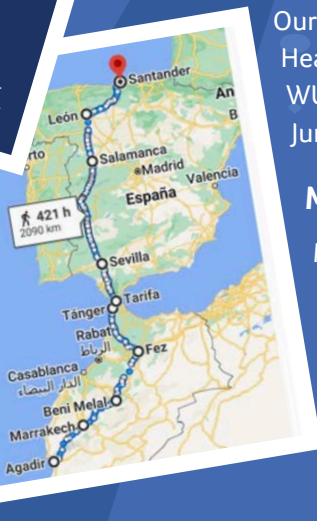 Our
Hea
WU
Jun
Santander
An
León
B
rto
Salamanca
Madrid
Valencia
España
421 h
2090 km
Sevilla
Tarifa
Tánger
Rabat
الرباط
Fez
Casablanca
الدار البيضاء
Beni Melal
Marrakech
Agadir